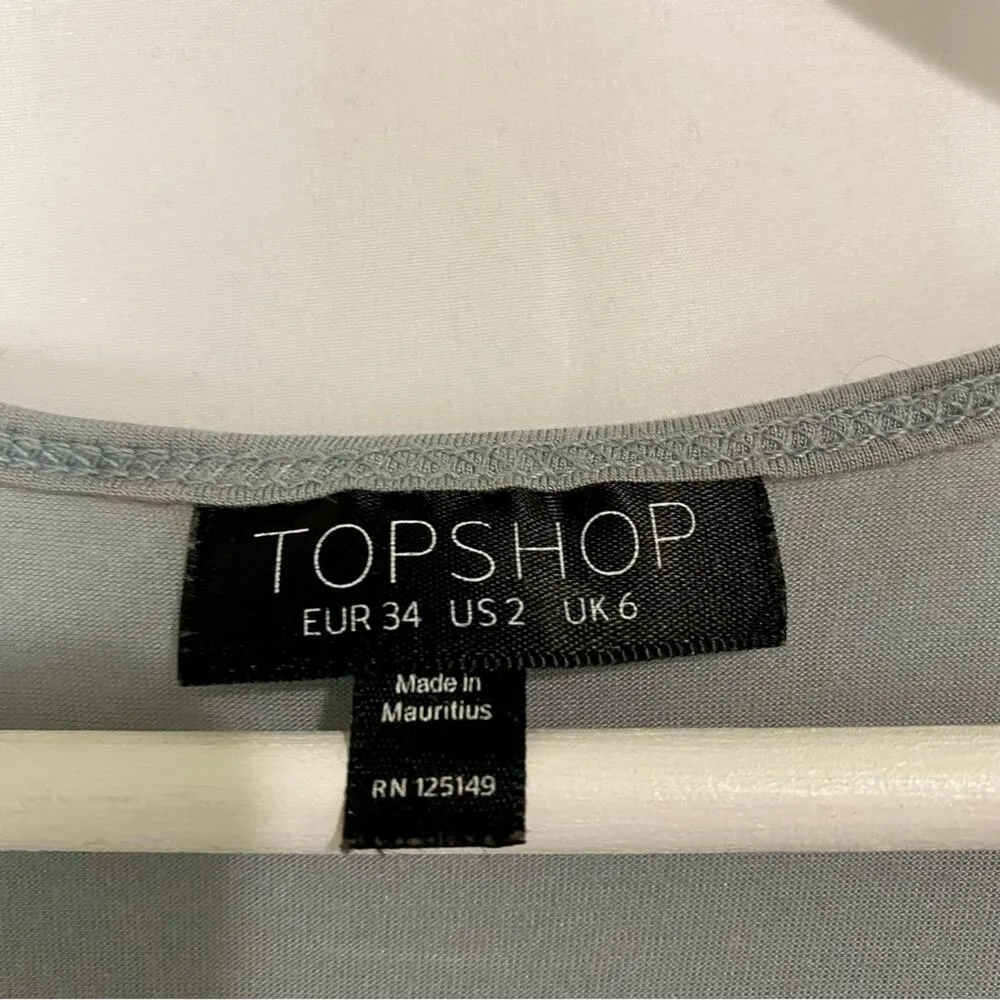 TOPSHOP
EUR 34 US 2 UK 6
Made in
Mauritius
RN 125149